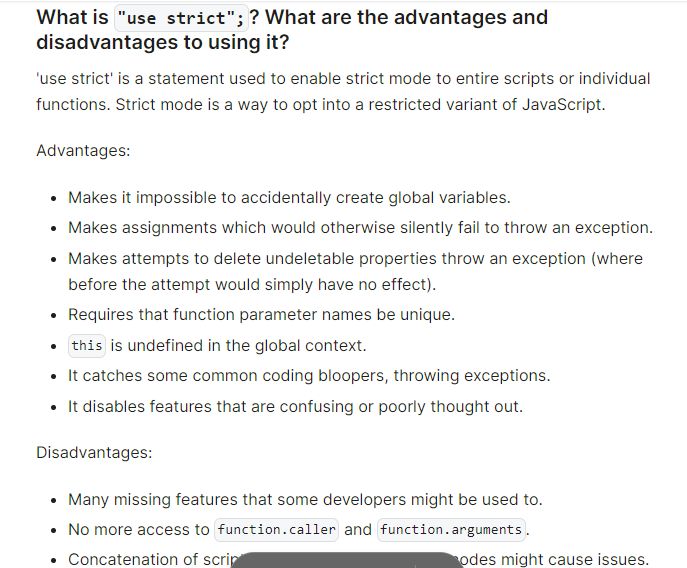 What is "use strict";? What are the advantages and
disadvantages to using it?
'use strict' is a statement used to enable strict mode to entire scripts or individual
functions. Strict mode is a way to opt into a restricted variant of JavaScript.
Advantages:
• Makes it impossible to accidentally create global variables.
• Makes assignments which would otherwise silently fail to throw an exception.
• Makes attempts to delete undeletable properties throw an exception (where
before the attempt would simply have no effect).
• Requires that function parameter names be unique.
• this is undefined in the global context.
• It catches some common coding bloopers, throwing exceptions.
• It disables features that are confusing or poorly thought out.
Disadvantages:
• Many missing features that some developers might be used to.
• No more access to function.caller and function.arguments.
• Concatenation of might cause issues.